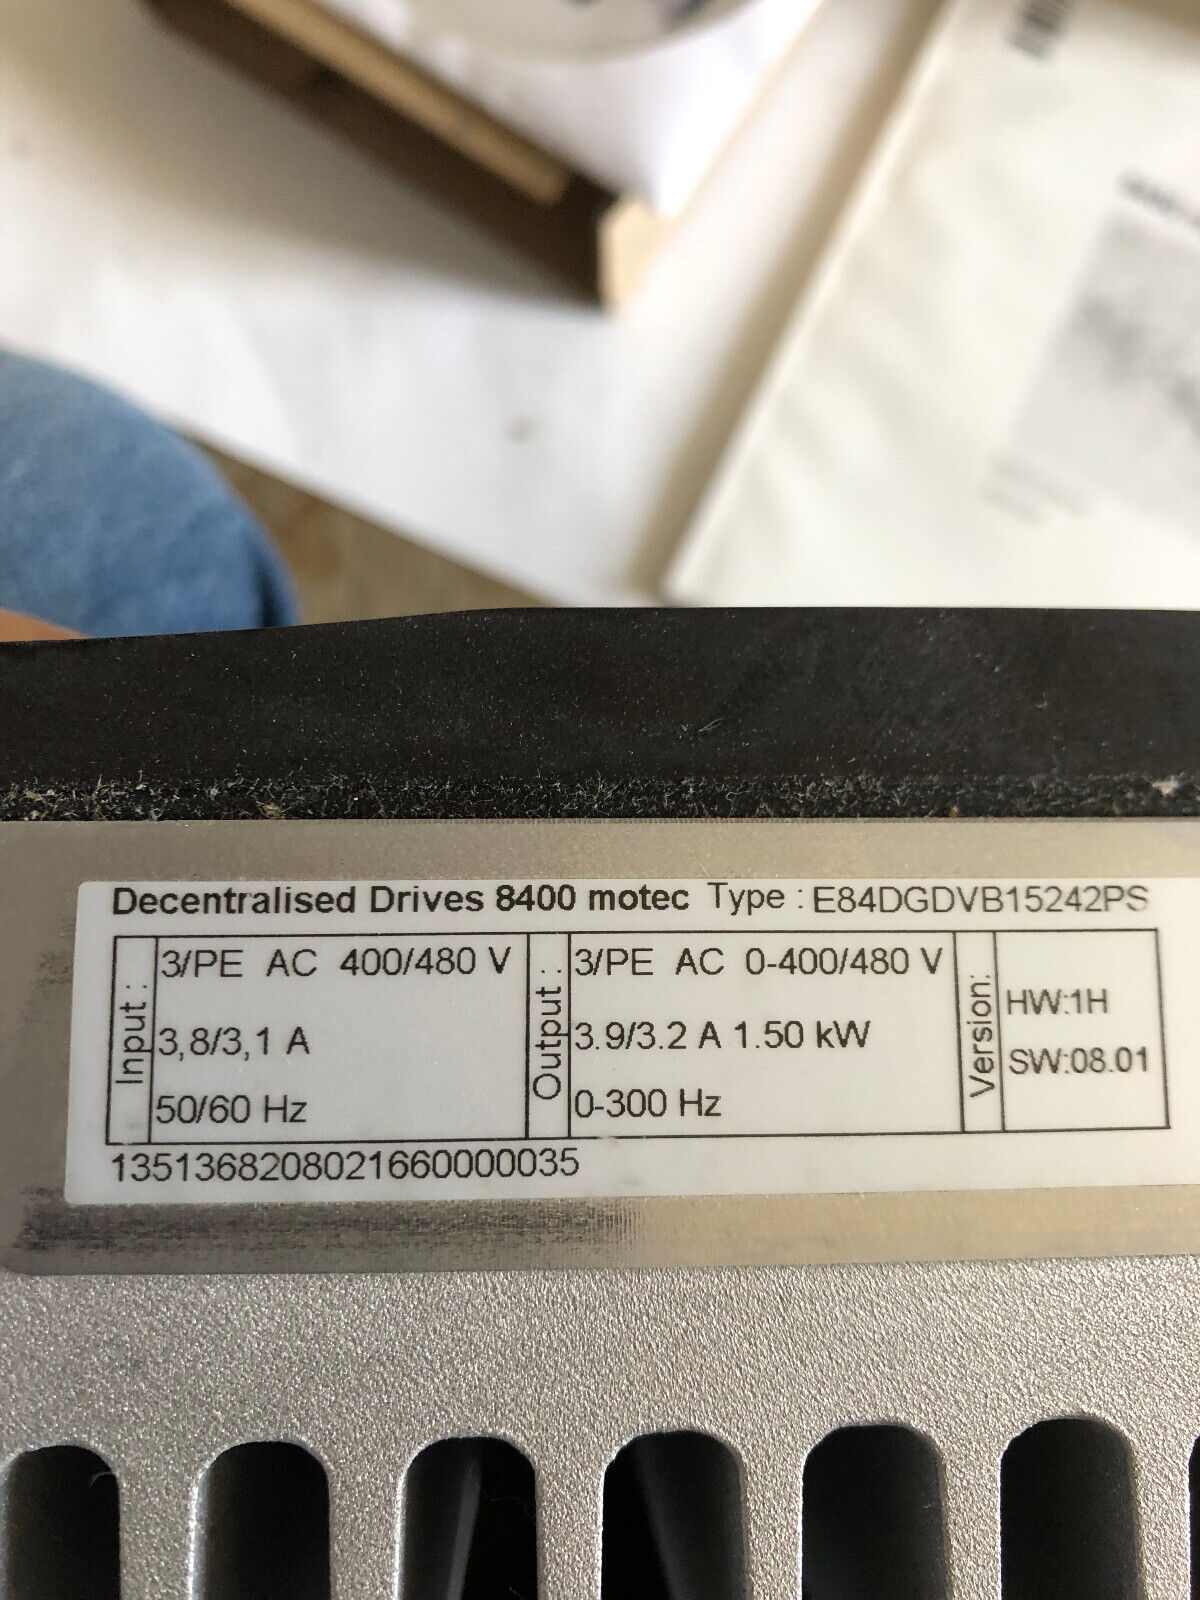 Decentralised Drives 8400 motec Type : E84DGDVB15242PS
Input :
3/PE AC 400/480 V
3,8/3,1 A
50/60 Hz
Output :
3/PE AC 0-400/480 V
3.9/3.2 A 1.50 kW
0-300 Hz
Version:
HW:1H
SW:08.01
1351368208021660000035